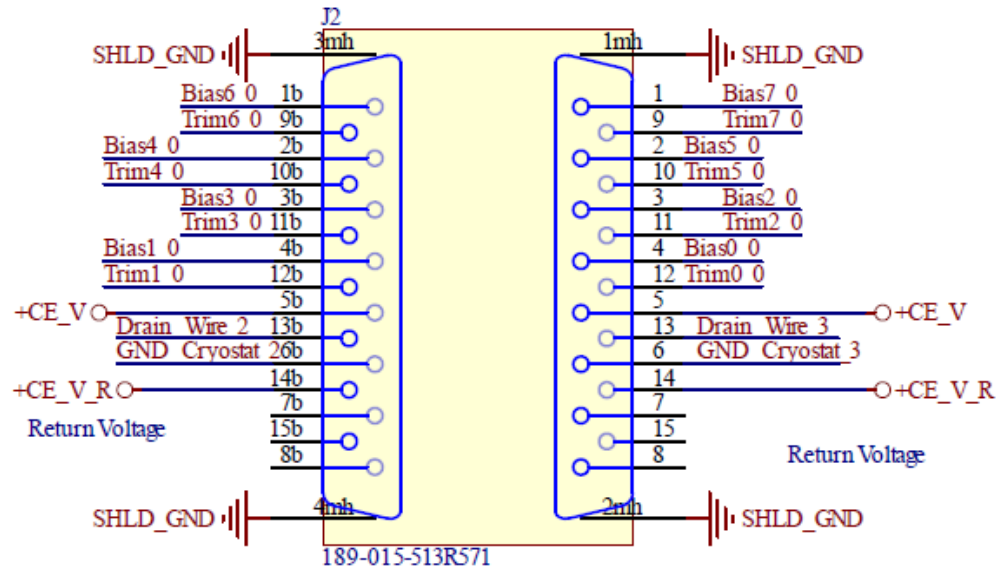 J2
SHLD_GND 3mh 1mh SHLD_GND
Bias6_0 1b 1 Bias7_0
Trim6_0 9b 9 Trim7_0
Bias4_0 2b 2 Bias5_0
Trim4_0 10b 10 Trim5_0
Bias3_0 3b 3 Bias2_0
Trim3_0 11b 11 Trim2_0
Bias1_0 4b 4 Bias0_0
Trim1_0 12b 12 Trim0_0
+CE_V 5b 5 +CE_V
Drain_Wire_2 13b 13 Drain_Wire_3
GND_Cryostat_2 6b 6 GND_Cryostat_3
+CE_V_R 14b 14 +CE_V_R
7b 7
Return Voltage 15b 15 Return Voltage
8b 8
SHLD_GND 4mh 2mh SHLD_GND
189-015-513R571